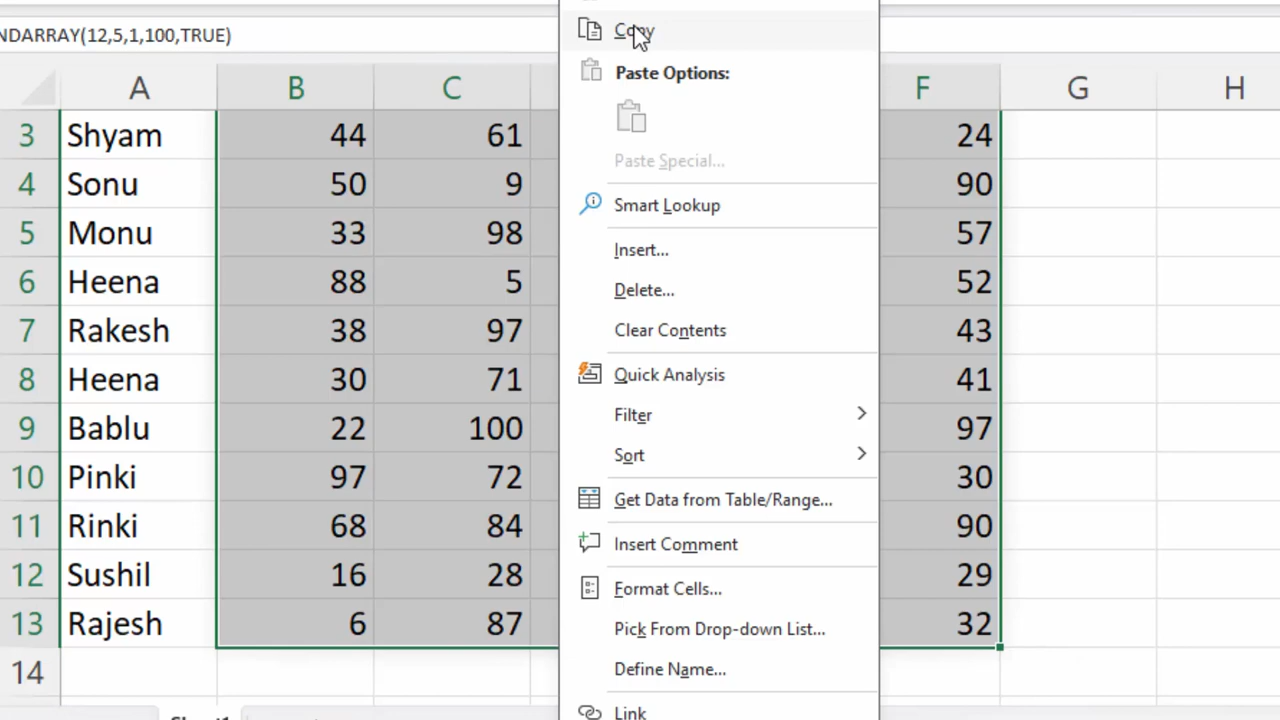 NDARRAY(12,5,1,100,TRUE)
A B C F G H
3 Shyam 44 61 24
4 Sonu 50 9 90
5 Monu 33 98 57
6 Heena 88 5 52
7 Rakesh 38 97 43
8 Heena 30 71 41
9 Bablu 22 100 97
10 Pinki 97 72 30
11 Rinki 68 84 90
12 Sushil 16 28 29
13 Rajesh 6 87 32
14
Copy
Paste Options:
Paste Special...
Smart Lookup
Insert...
Delete...
Clear Contents
Quick Analysis
Filter
Sort
Get Data from Table/Range...
Insert Comment
Format Cells...
Pick From Drop-down List...
Define Name...
Link
Sheet1